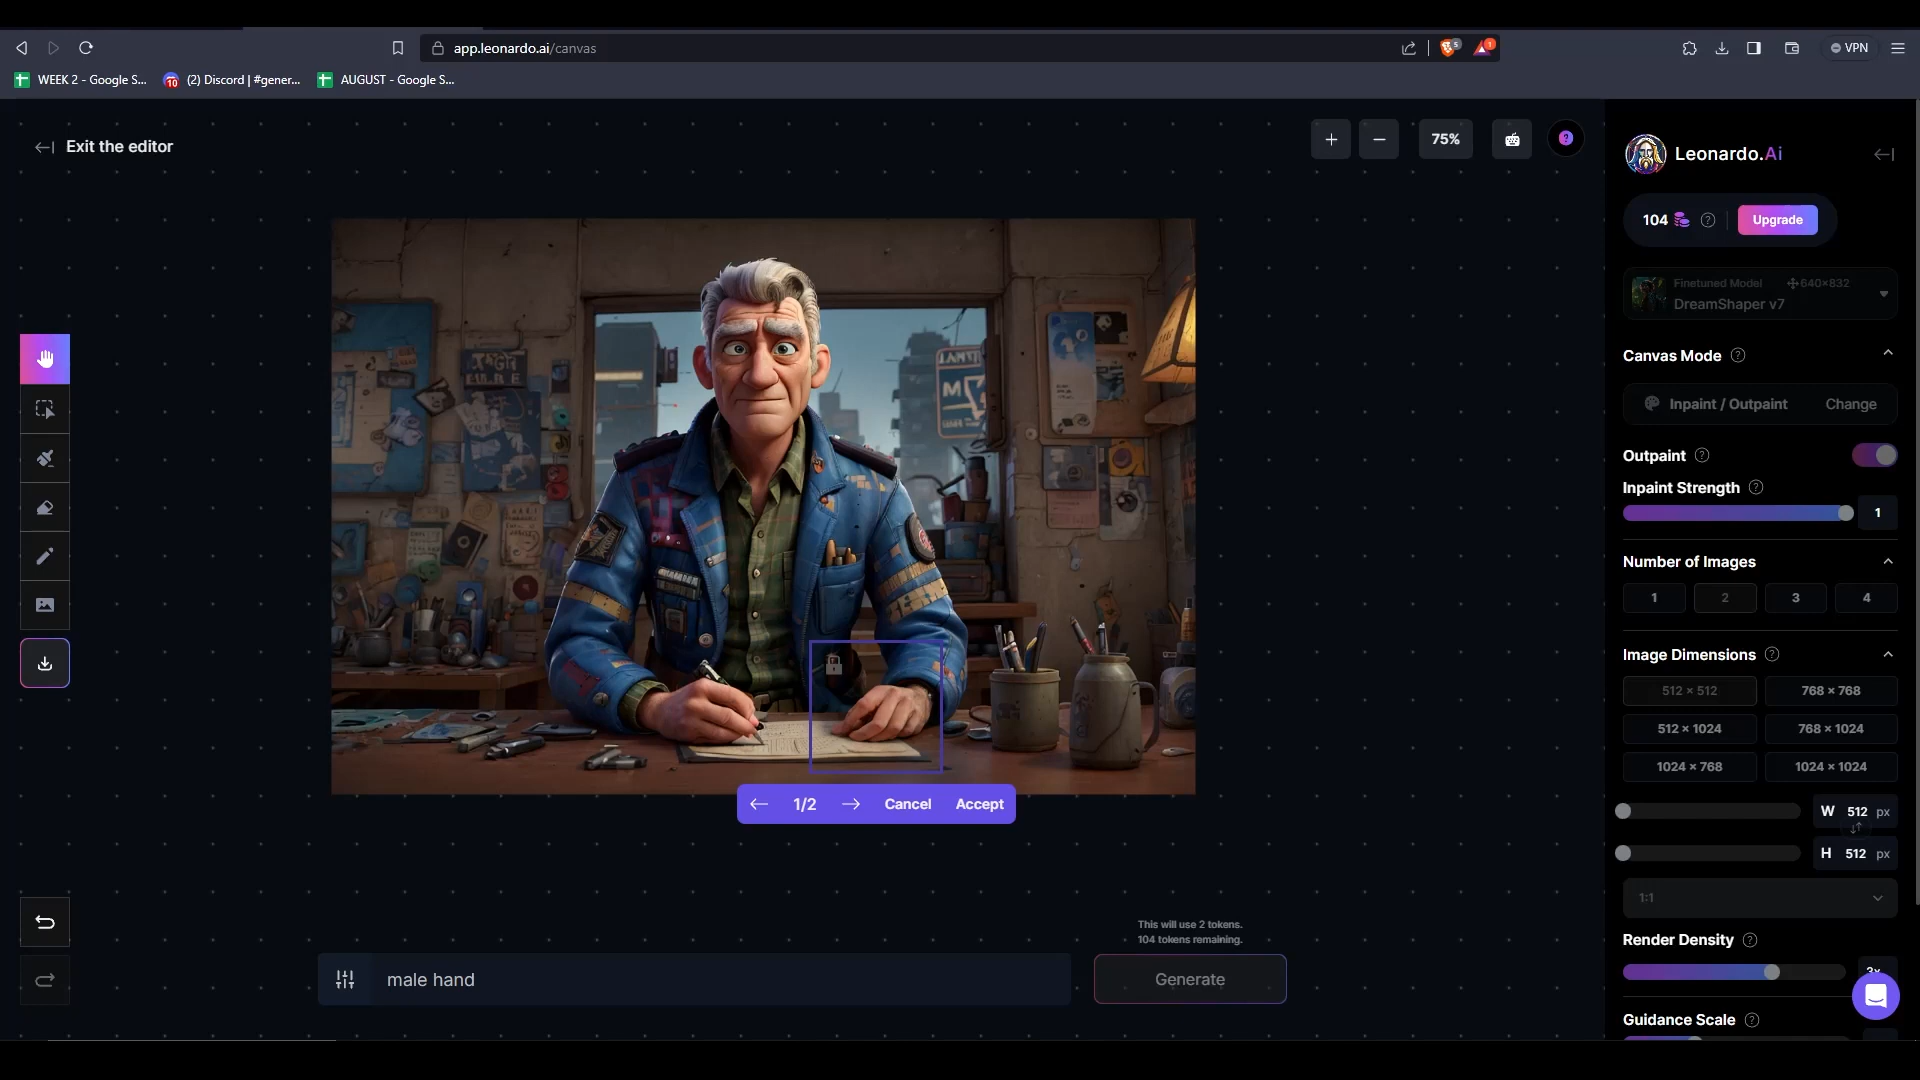 app.leonardo.ai/canvas
5
1
VPN
WEEK 2 - Google S...
10
(2) Discord | #gener...
AUGUST - Google S...
Exit the editor
75%
Leonardo.Ai
104
Upgrade
Finetuned Model
640×832
DreamShaper v7
Canvas Mode
Inpaint / Outpaint
Change
Outpaint
Inpaint Strength
1
Number of Images
1
2
3
4
Image Dimensions
512 × 512
768 × 768
512 × 1024
768 × 1024
1024 × 768
1024 × 1024
W 512 px
H 512 px
1:1
1/2
Cancel
Accept
This will use 2 tokens.
104 tokens remaining.
male hand
Generate
Render Density
Guidance Scale